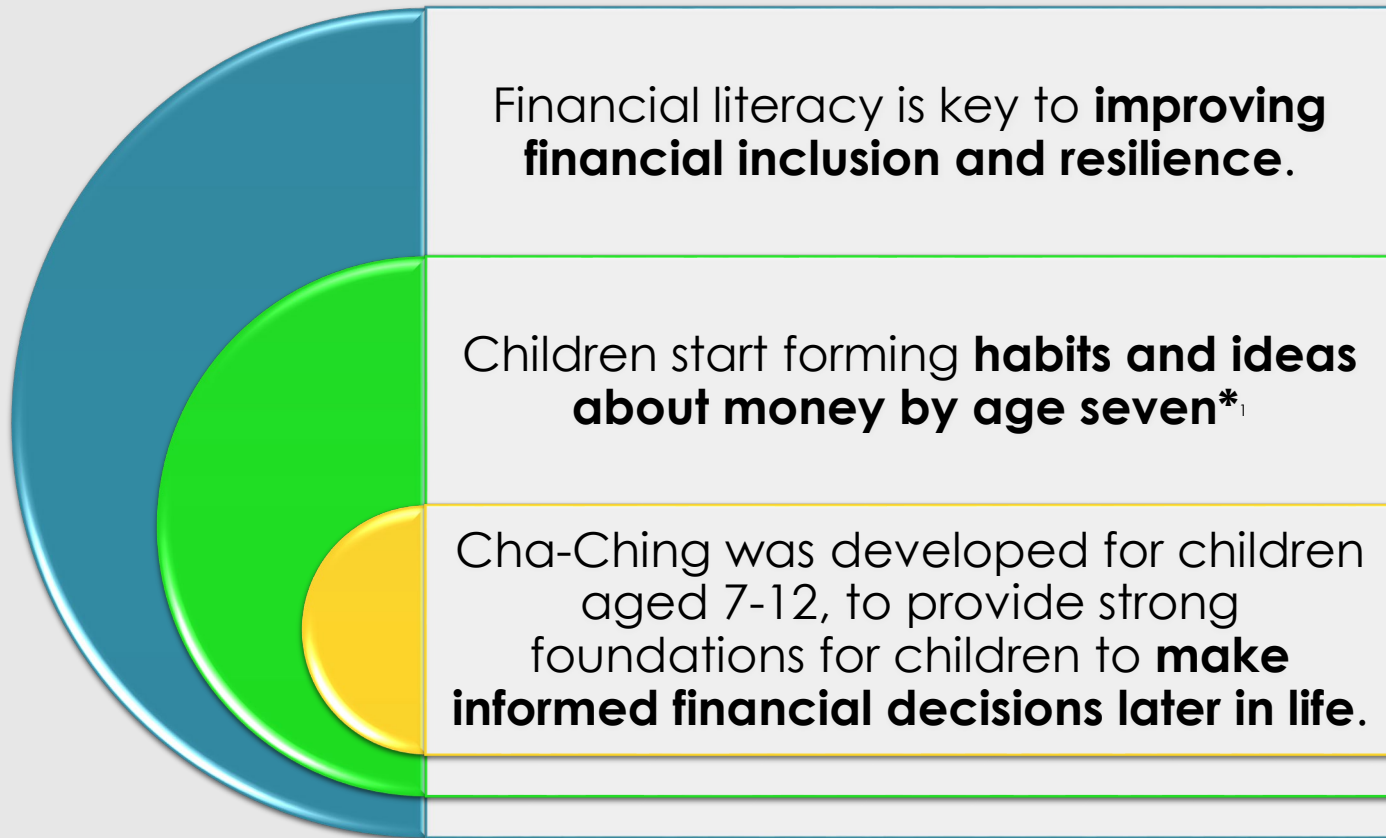 Financial literacy is key to improving
financial inclusion and resilience.
Children start forming habits and ideas
about money by age seven*1
Cha-Ching was developed for children
aged 7-12, to provide strong
foundations for children to make
informed financial decisions later in life.